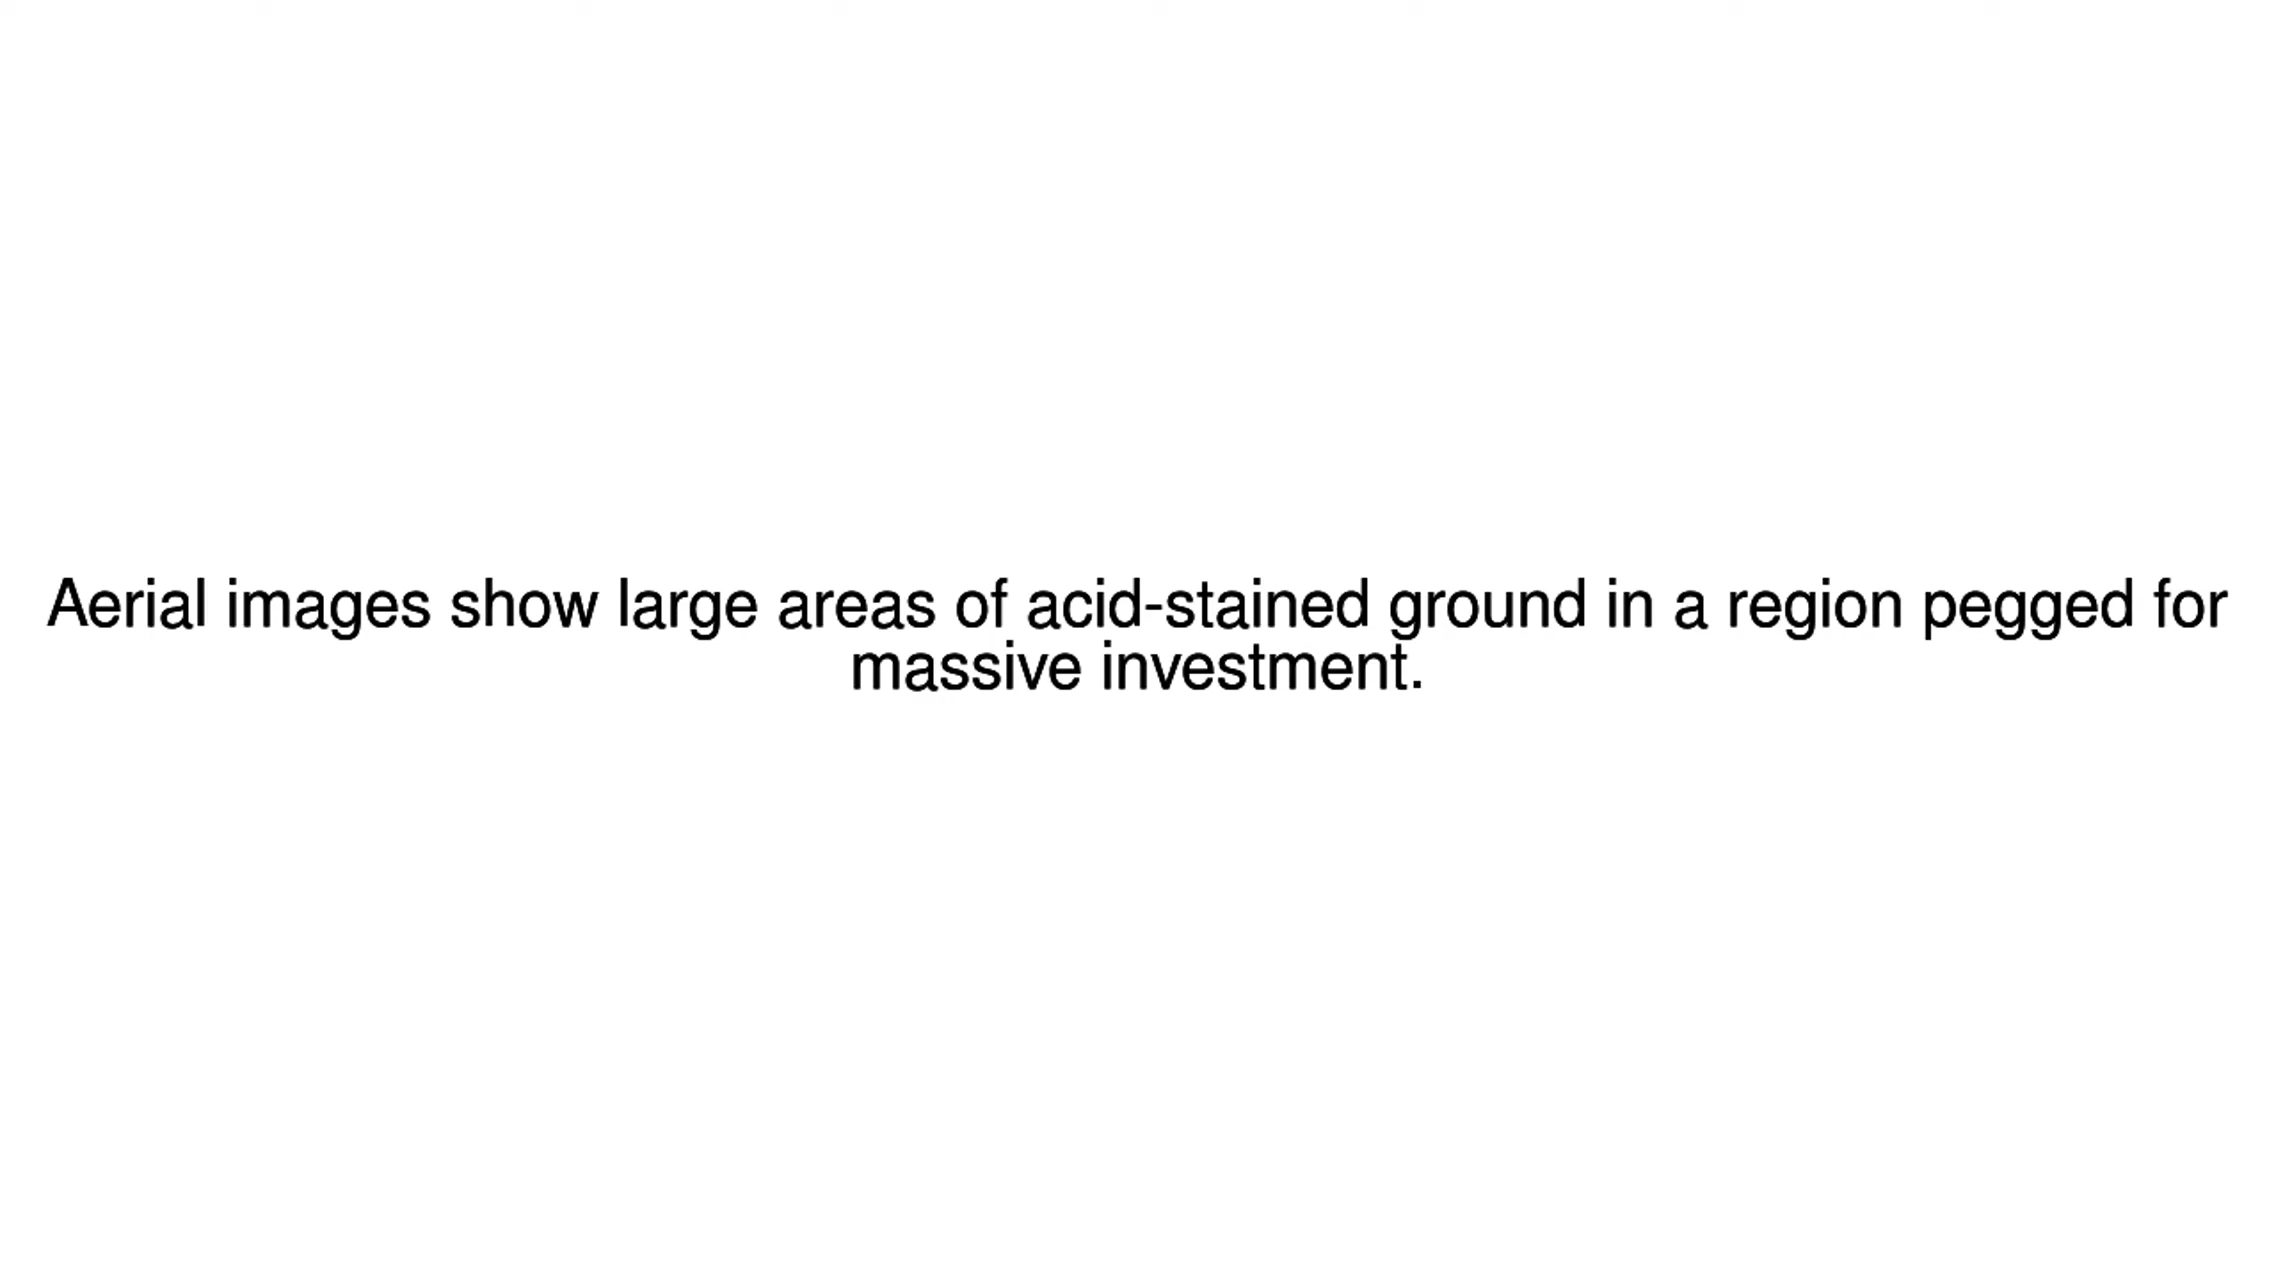 Aerial images show large areas of acid-stained ground in a region pegged for
massive investment.